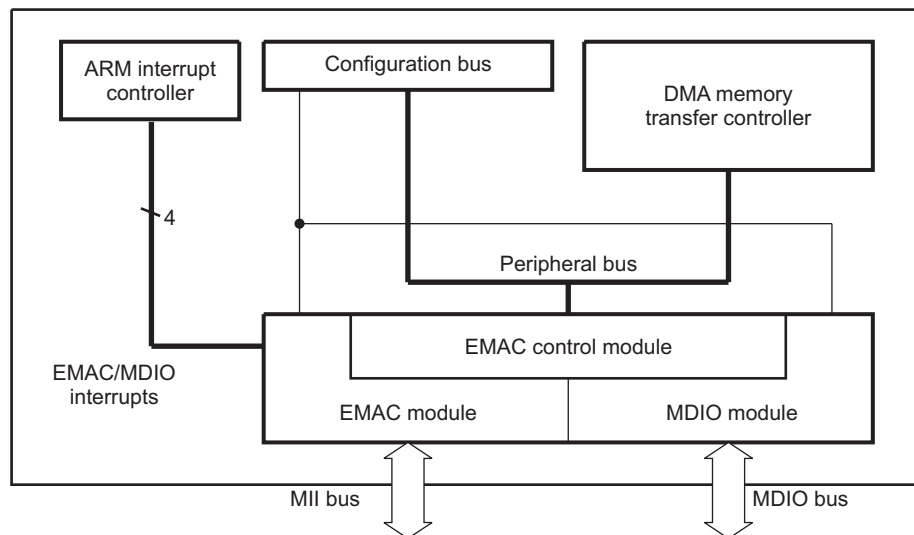 ARM interrupt
controller
Configuration bus
DMA memory
transfer controller
4
Peripheral bus
EMAC control module
EMAC/MDIO
interrupts
EMAC module
MDIO module
MII bus
MDIO bus